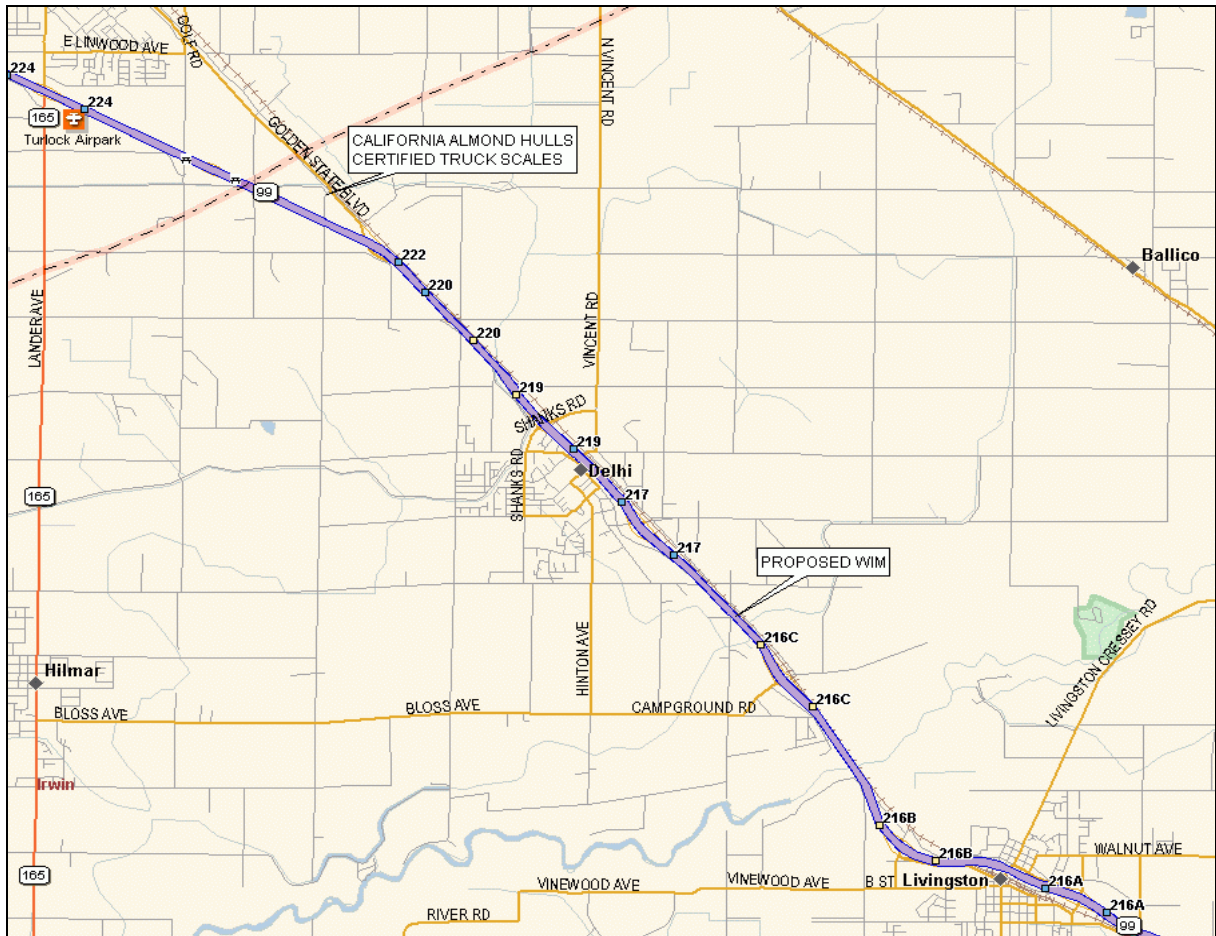 E LINWOOD AVE
GOLF RD
N VINCENT RD
224
224
165
Turlock Airpark
GOLDEN STATE BLVD
CALIFORNIA ALMOND HULLS
CERTIFIED TRUCK SCALES
99
222
Ballico
220
LANDER AVE
VINCENT RD
220
219
SHANKS RD
219
Delhi
SHANKS RD
165
217
217
PROPOSED WIM
216C
LIVINGSTON CRESSEY RD
HINTON AVE
Hilmar
BLOSS AVE
BLOSS AVE
CAMPGROUND RD
216C
Irwin
216B
216B
WALNUT AVE
165
VINEWOOD AVE
VINEWOOD AVE
B ST
Livingston
216A
RIVER RD
216A
99